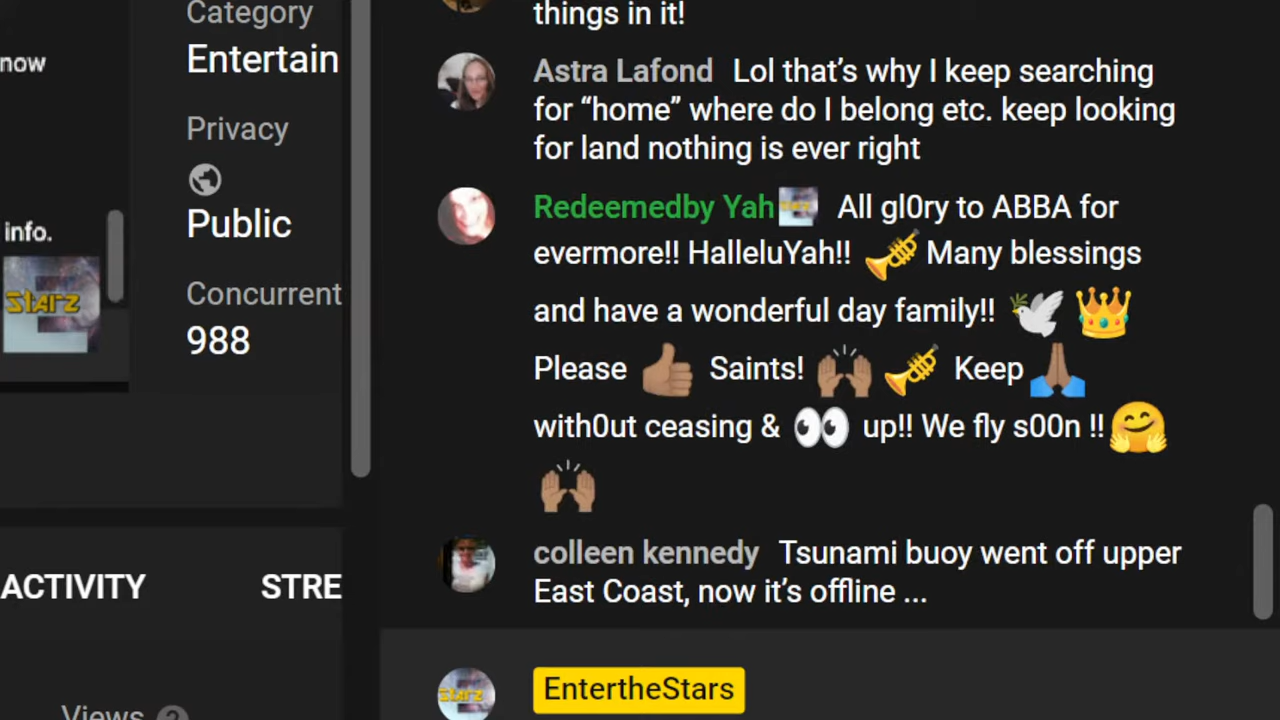 Category
Entertain
Privacy
Public
Concurrent
988
now
info.
Starz
ACTIVITY
STRE
Views
things in it!
Astra Lafond Lol that’s why I keep searching
for “home” where do I belong etc. keep looking
for land nothing is ever right
Redeemedby Yah All gl0ry to ABBA for
evermore!! HalleluYah!! 🎺 Many blessings
and have a wonderful day family!! 🕊️ 👑
Please 👍🏽 Saints! 🙌🏽 🎺 Keep 🙏🏽
with0ut ceasing & 👀 up!! We fly s00n !! 🤗
🙌🏽
colleen kennedy Tsunami buoy went off upper
East Coast, now it’s offline ...
Starz
EntertheStars